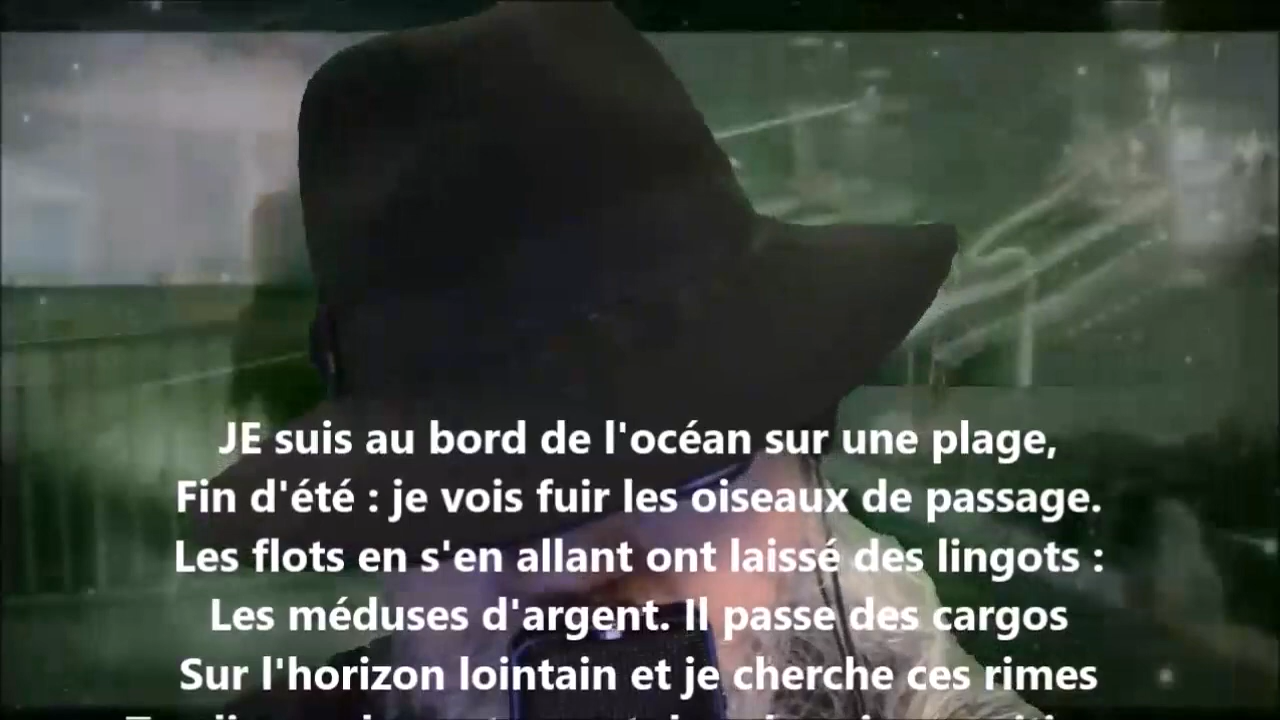 JE suis au bord de l'océan sur une plage,
Fin d'été : je vois fuir les oiseaux de passage.
Les flots en s'en allant ont laissé des lingots :
Les méduses d'argent. Il passe des cargos
Sur l'horizon lointain et je cherche ces rimes